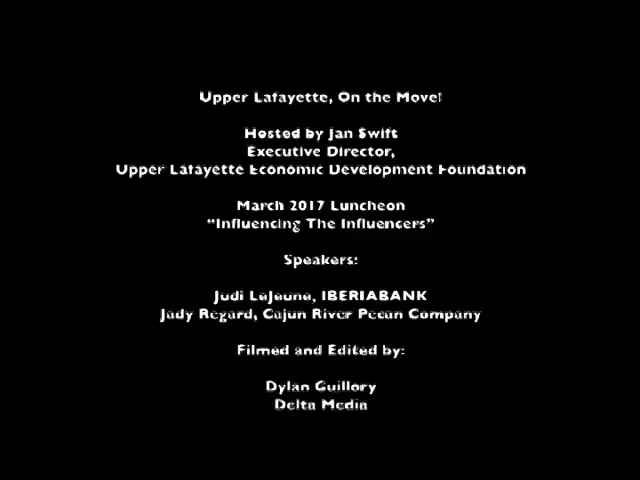 Upper Lafayette, On the Move!
Hosted by Jan Swift
Executive Director,
Upper Lafayette Economic Development Foundation
March 2017 Luncheon
“Influencing The Influencers”
Speakers:
Judi LeJeune, IBERIABANK
Jady Regard, Cajun River Pecan Company
Filmed and Edited by:
Dylan Guillory
Delta Media